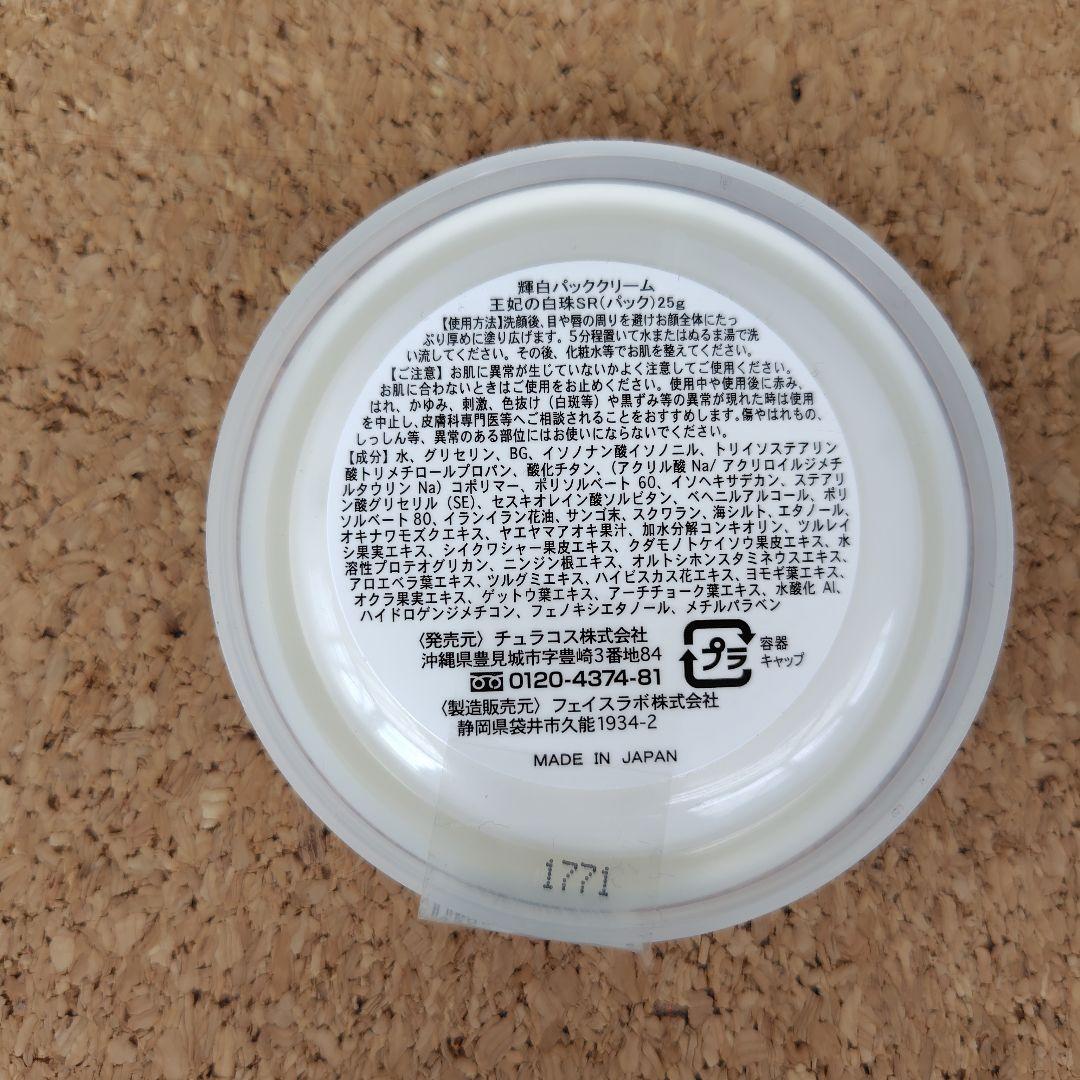 輝白パッククリーム
王妃の白珠SR(パック)25g
【使用方法】洗顔後、目や唇の周りを避けお顔全体にたっ
ぷり厚めに塗り広げます。5分程置いて水またはぬるま湯で洗
い流してください。その後、化粧水等でお肌を整えてください。
【ご注意】お肌に異常が生じていないかよく注意してご使用ください。
お肌に合わないときはご使用をお止めください。使用中や使用後に赤み、
はれ、かゆみ、刺激、色抜け(白斑等)や黒ずみ等の異常が現れた時は使用
を中止し、皮膚科専門医等へご相談されることをおすすめします。傷やはれもの、
しっしん等、異常のある部位にはお使いにならないでください。
【成分】水、グリセリン、BG、イソノナン酸イソノニル、トリイソステアリン
酸トリメチロールプロパン、酸化チタン、(アクリル酸Na/アクリロイルジメチ
ルタウリンNa)コポリマー、ポリソルベート60、イソヘキサデカン、ステアリ
ン酸グリセリル(SE)、セスキオレイン酸ソルビタン、ベヘニルアルコール、ポリ
ソルベート80、イランイラン花油、サンゴ末、スクワラン、海シルト、エタノール、
オキナワモズクエキス、ヤエヤマアオキ果汁、加水分解コンキオリン、ツルレイ
シ果実エキス、シイクワシャー果皮エキス、クダモノトケイソウ果皮エキス、水
溶性プロテオグリカン、ニンジン根エキス、オルトシホンスタミネウスエキス、
アロエベラ葉エキス、ツルグミエキス、ハイビスカス花エキス、ヨモギ葉エキス、
オクラ果実エキス、ゲットウ葉エキス、アーチチョーク葉エキス、水酸化Al、
ハイドロゲンジメチコン、フェノキシエタノール、メチルパラベン
〈発売元〉チュラコス株式会社
沖縄県豊見城市字豊崎3番地84
0120-4374-81
プラ
容器
キャップ
〈製造販売元〉フェイスラボ株式会社
静岡県袋井市久能1934-2
MADE IN JAPAN
1771